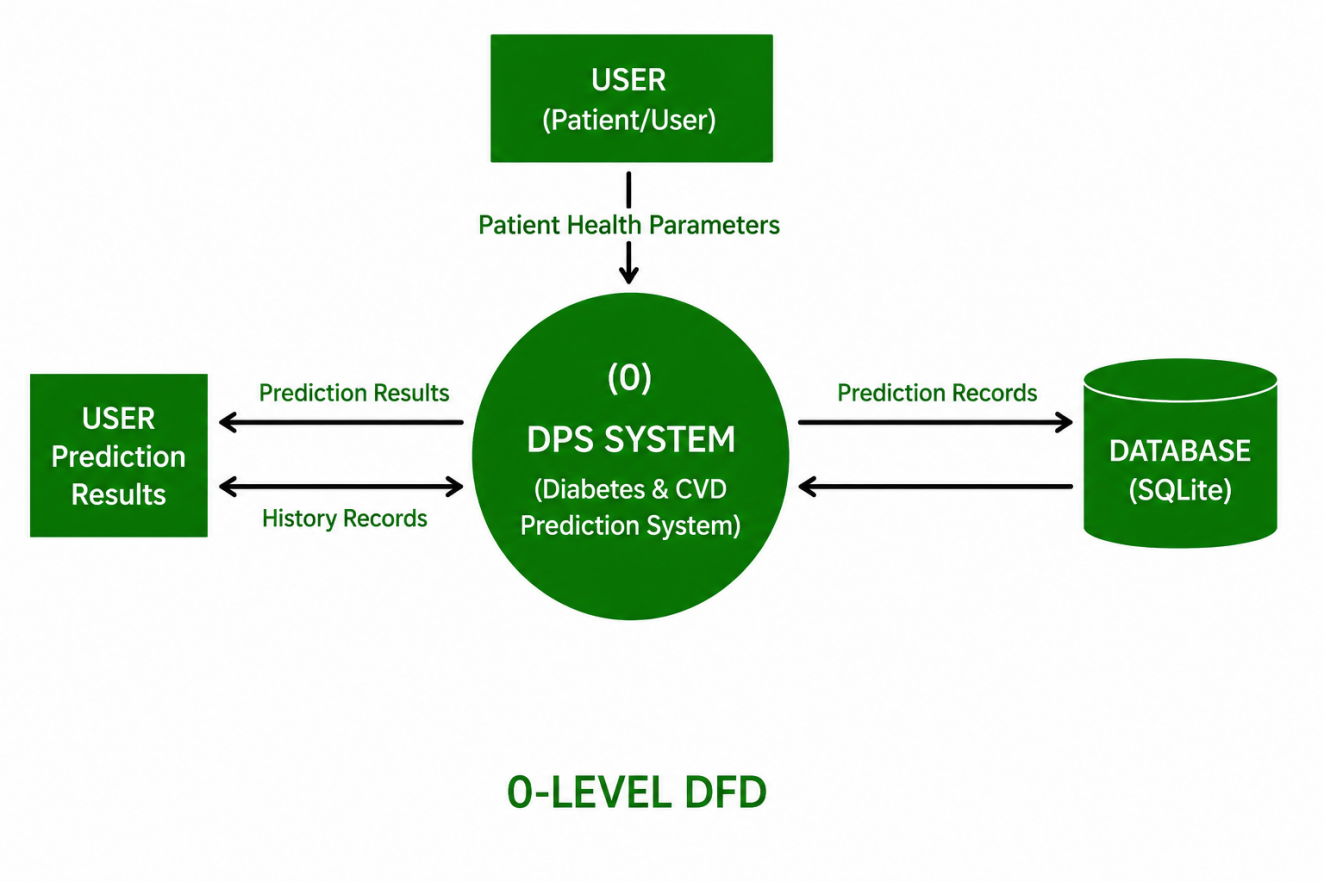 USER
(Patient/User)
Patient Health Parameters
(0)
DPS SYSTEM
(Diabetes & CVD
Prediction System)
Prediction Results
History Records
USER
Prediction
Results
Prediction Records
DATABASE
(SQLite)
0-LEVEL DFD